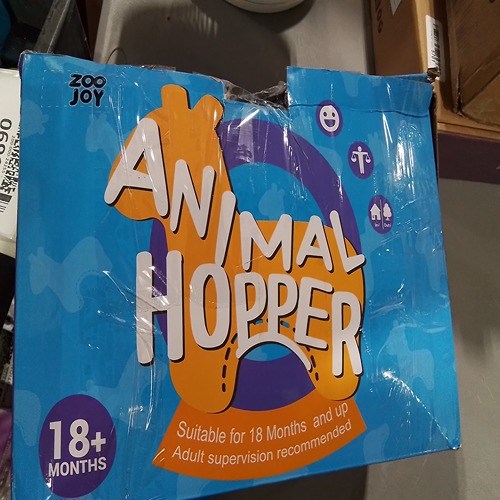 ZOO
JOY
ANIMAL
HOPPER
Suitable for 18 Months and up
Adult supervision recommended
18+
MONTHS